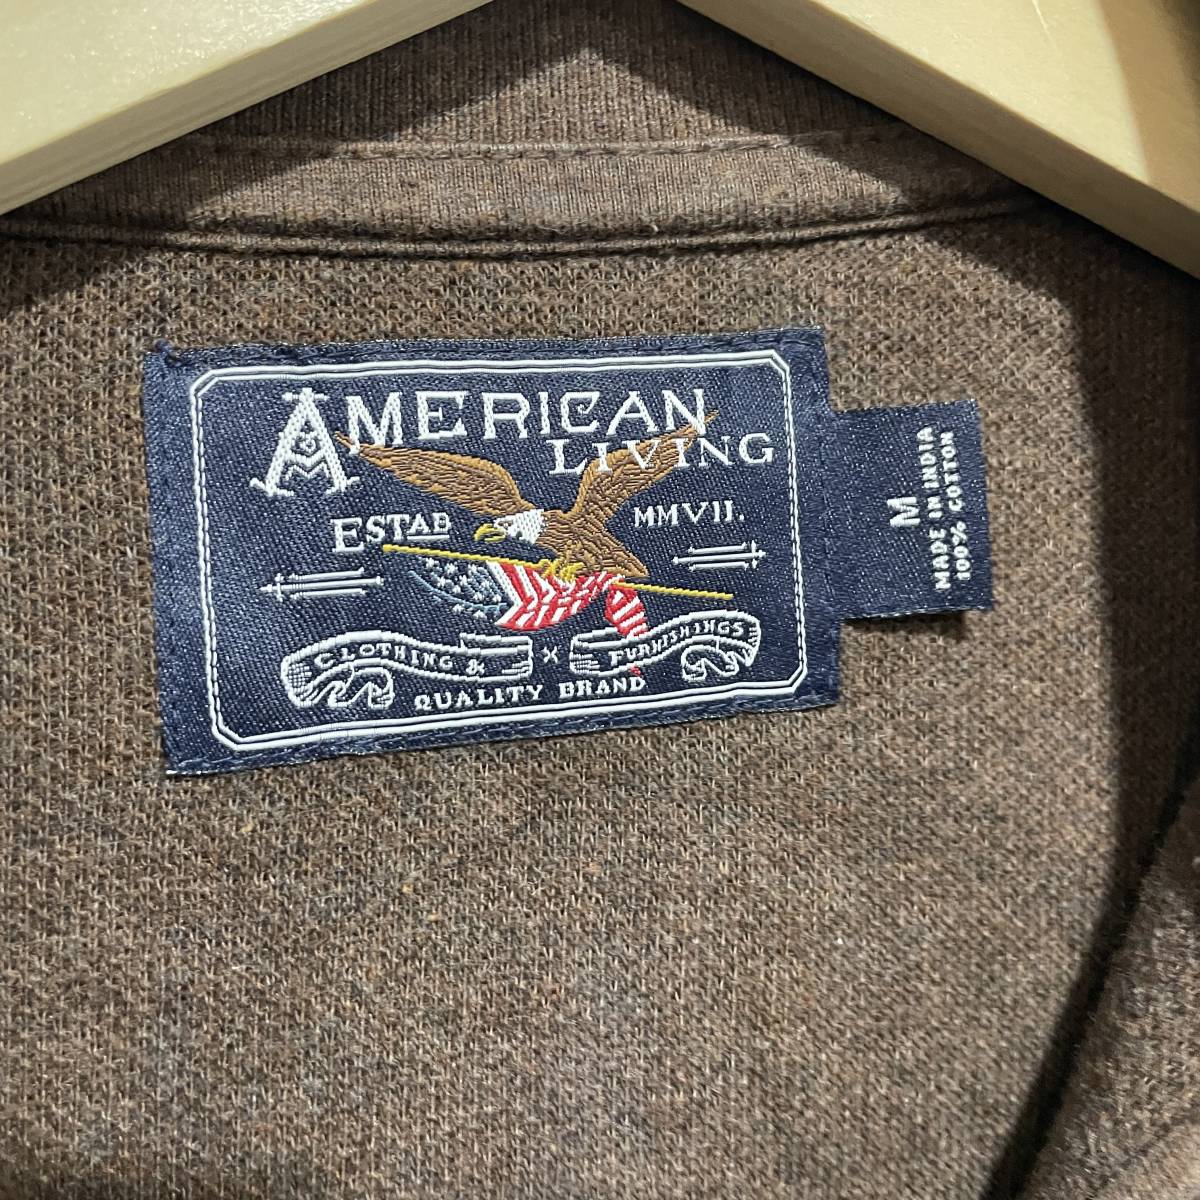 AMERICAN
LIVING
ESTAB MMVII.
CLOTHING & × FURNISHINGS
QUALITY BRAND
M
MADE IN INDIA
100% COTTON